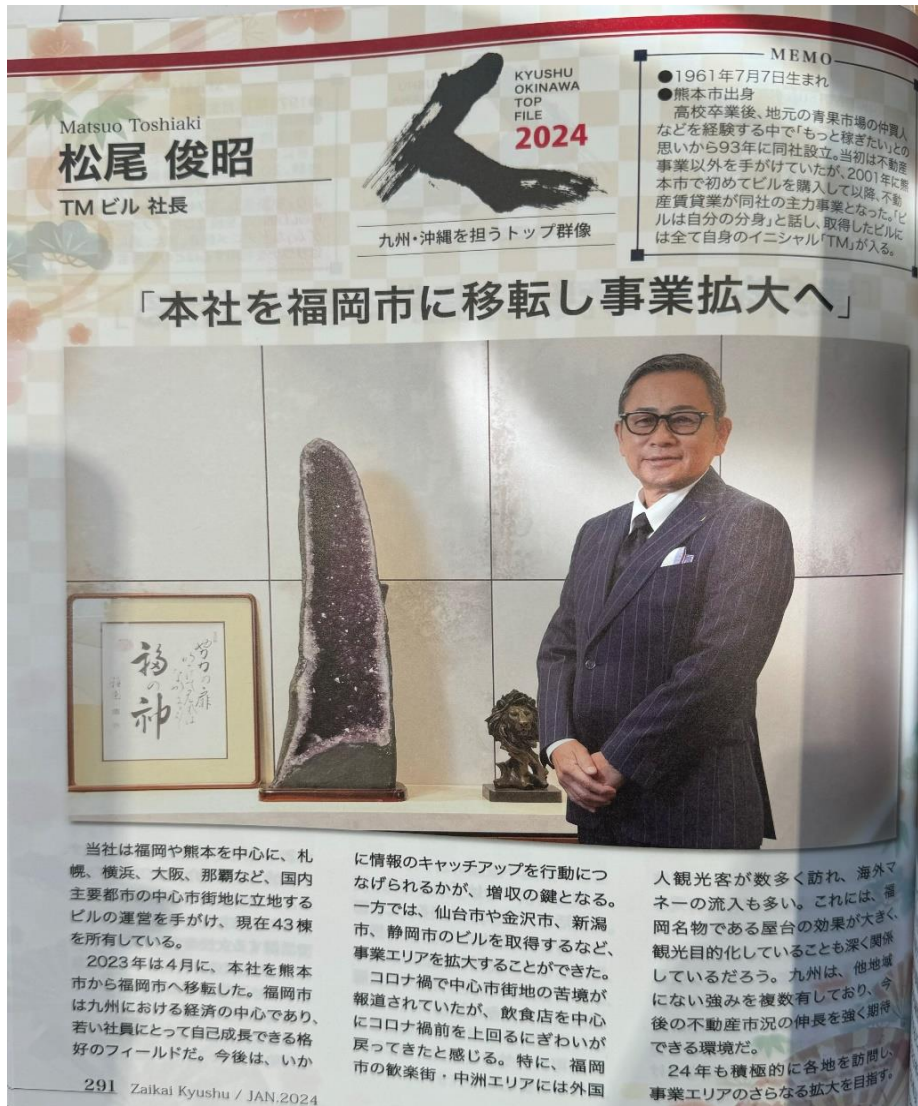 Matsuo Toshiaki
松尾 俊昭
TMビル 社長
人
KYUSHU
OKINAWA
TOP
FILE
2024
九州・沖縄を担うトップ群像
MEMO
●1961年7月7日生まれ
●熊本市出身
高校卒業後、地元の青果市場の仲買人
などを経験する中で「もっと稼ぎたい」との
思いから93年に同社設立。当初は不動産
事業以外を手がけていたが、2001年に熊
本市で初めてビルを購入して以降、不動
産賃貸業が同社の主力事業となった。「ビ
ルは自分の分身」と話し、取得したビルに
は全て自身のイニシャル「TM」が入る。
「本社を福岡市に移転し事業拡大へ」
福の神
当社は福岡や熊本を中心に、札
幌、横浜、大阪、那覇など、国内
主要都市の中心市街地に立地する
ビルの運営を手がけ、現在43棟
を所有している。
2023年は4月に、本社を熊本
市から福岡市へ移転した。福岡市
は九州における経済の中心であり、
若い社員にとって自己成長できる格
好のフィールドだ。今後は、いか
に情報のキャッチアップを行動につ
なげられるかが、増収の鍵となる。
一方では、仙台市や金沢市、新潟
市、静岡市のビルを取得するなど、
事業エリアを拡大することができた。
コロナ禍で中心市街地の苦境が
報道されていたが、飲食店を中心
にコロナ禍前を上回るにぎわいが
戻ってきたと感じる。特に、福岡
市の歓楽街・中洲エリアには外国
人観光客が数多く訪れ、海外マ
ネーの流入も多い。これには、福
岡名物である屋台の効果が大きく、
観光目的化していることも深く関係
しているだろう。九州は、他地域
にない強みを複数有しており、今
後の不動産市況の伸長を強く期待
できる環境だ。
24年も積極的に各地を訪問し、
事業エリアのさらなる拡大を目指す。
291 Zaikai Kyushu / JAN.2024